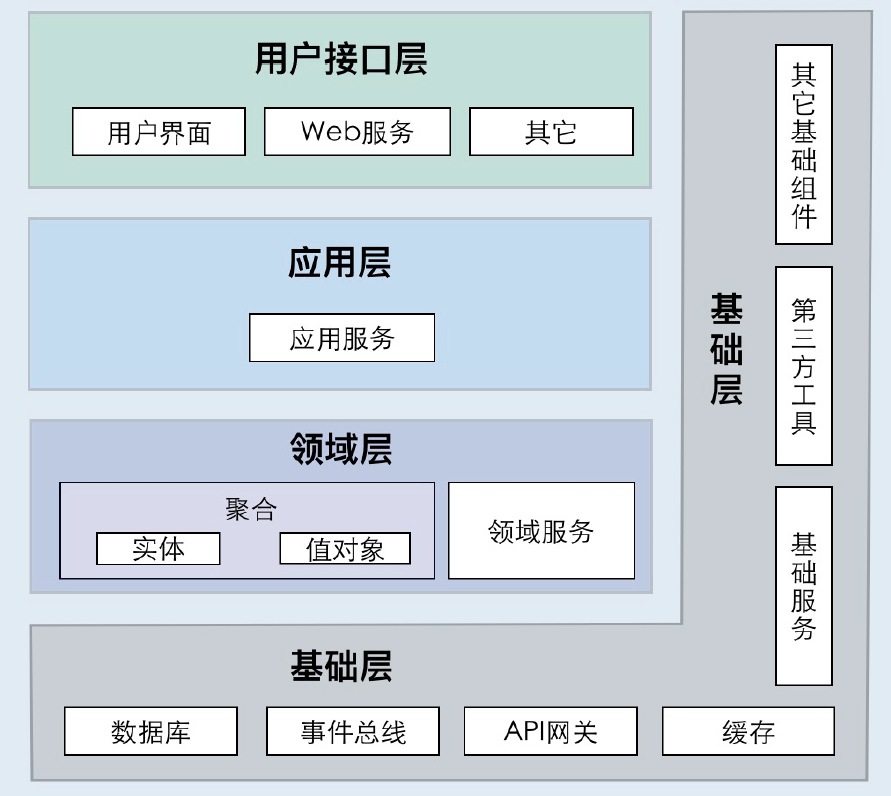 用户接口层
用户界面
Web服务
其它
应用层
应用服务
领域层
聚合
实体
值对象
领域服务
基础层
数据库
事件总线
API网关
缓存
基础层
其它基础组件
第三方工具
基础服务